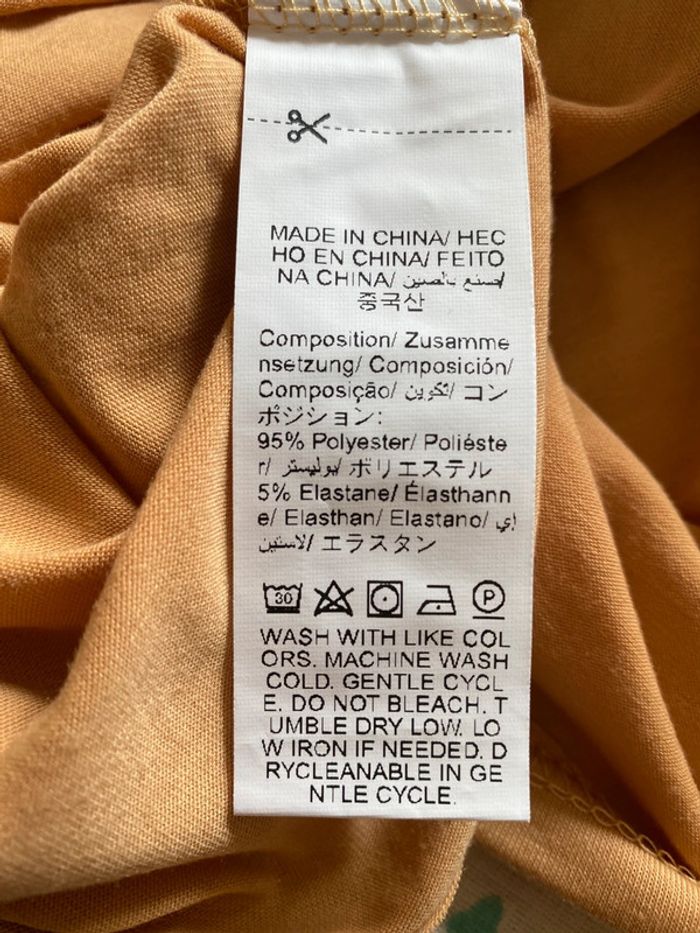 MADE IN CHINA/ HEC
HO EN CHINA/ FEITO
NA CHINA/ صنع بالصين/
중국산
Composition/ Zusamme
nsetzung/ Composición/
Composição/ تكوين/ コン
ポジション:
95% Polyester/ Poliéste
r/ بوليستر/ ポリエステル
5% Elastane/ Élasthann
e/ Elasthan/ Elastano/ إي
لاستين/ エラスタン
30 P
WASH WITH LIKE COL
ORS. MACHINE WASH
COLD. GENTLE CYCL
E. DO NOT BLEACH. T
UMBLE DRY LOW. LO
W IRON IF NEEDED. D
RYCLEANABLE IN GE
NTLE CYCLE.